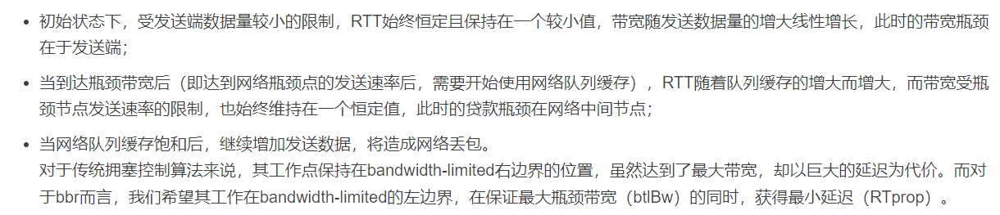 • 初始状态下，受发送端数据量较小的限制，RTT始终恒定且保持在一个较小值，带宽随发送数据量的增大线性增长，此时的带宽瓶颈
在于发送端；
• 当到达瓶颈带宽后（即达到网络瓶颈点的发送速率后，需要开始使用网络队列缓存），RTT随着队列缓存的增大而增大，而带宽受瓶
颈节点发送速率的限制，也始终维持在一个恒定值，此时的贷款瓶颈在网络中间节点；
• 当网络队列缓存饱和后，继续增加发送数据，将造成网络丢包。
对于传统拥塞控制算法来说，其工作点保持在bandwidth-limited右边界的位置，虽然达到了最大带宽，却以巨大的延迟为代价。而对
于bbr而言，我们希望其工作在bandwidth-limited的左边界，在保证最大瓶颈带宽（btlBw）的同时，获得最小延迟（RTprop）。